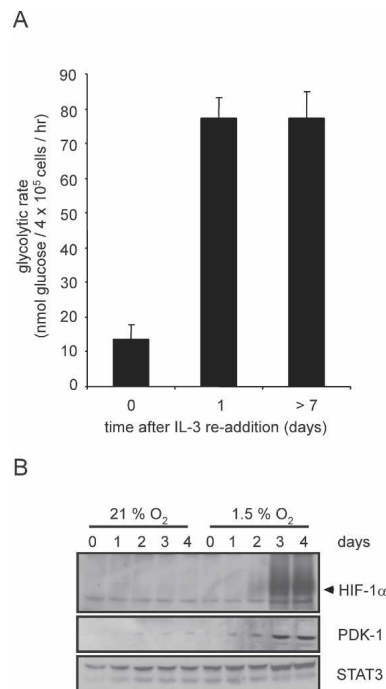 A
90
80
70
60
50
40
30
20
10
0
glycolytic rate
(nmol glucose / 4 x 10⁵ cells / hr)
0 1 > 7
time after IL-3 re-addition (days)
B
21 % O₂ 1.5 % O₂
0 1 2 3 4 0 1 2 3 4 days
HIF-1α
PDK-1
STAT3